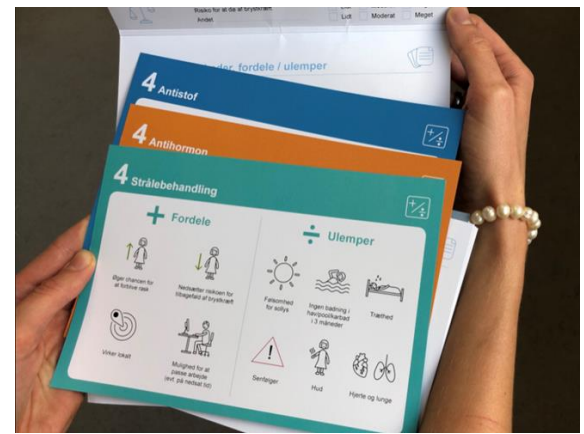 Risiko for at dø af brystkræft
Andet
Lidt
Moderat
Meget
fordele / ulemper
4 Antistof
4 Antihormon
4 Strålebehandling
Fordele
Ulemper
Øger chancen for
at forblive rask
Nedsætter risikoen for
tilbagefald af brystkræft
Virker lokalt
Mulighed for at
passe arbejde
(evt. på nedsat tid)
Følsomhed
for sollys
Ingen badning i
hav/pool/karbad
i 3 måneder
Træthed
Senfølger
Hud
Hjerte og lunge